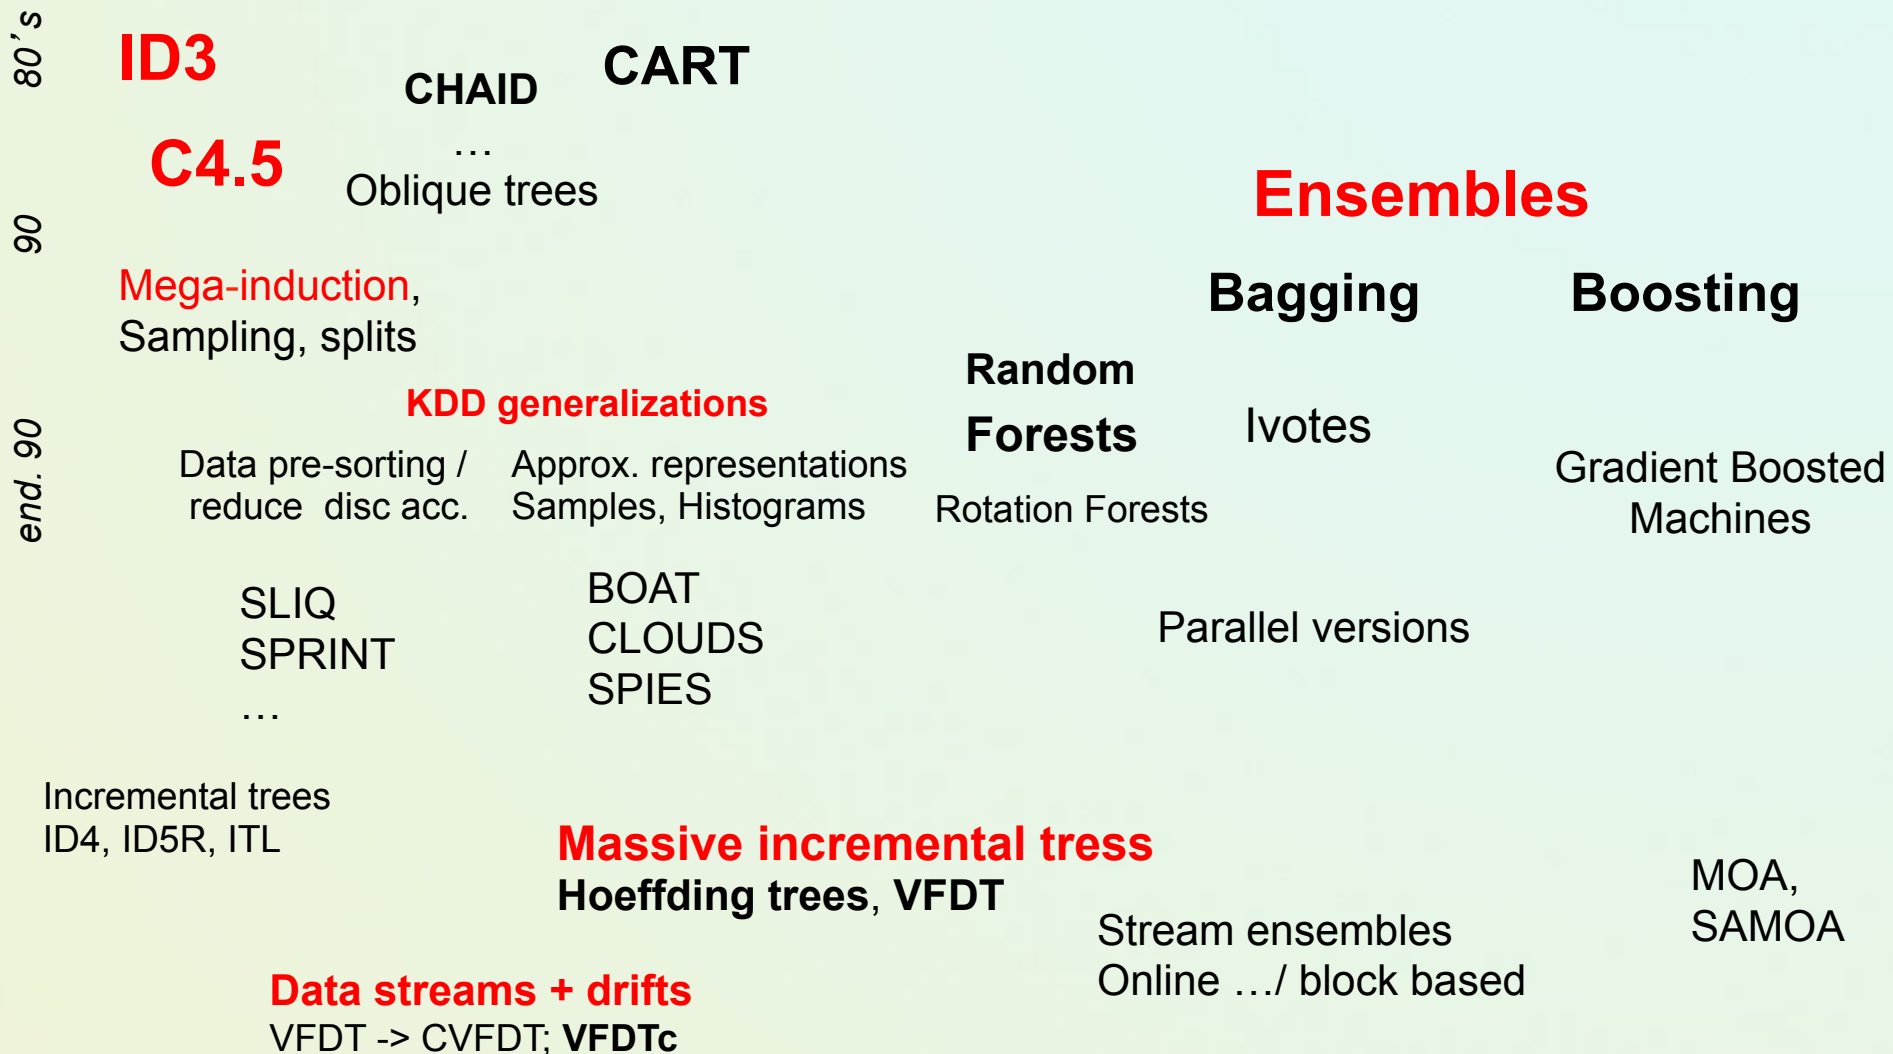 80's
ID3
CHAID
CART
C4.5
…
Oblique trees
Ensembles
90
Mega-induction,
Sampling, splits
Bagging
Boosting
Random
Forests
Ivotes
KDD generalizations
end. 90
Data pre-sorting /
reduce disc acc.
Approx. representations
Samples, Histograms
Rotation Forests
Gradient Boosted
Machines
SLIQ
SPRINT
…
BOAT
CLOUDS
SPIES
Parallel versions
Incremental trees
ID4, ID5R, ITL
Massive incremental tress
Hoeffding trees, VFDT
MOA,
SAMOA
Stream ensembles
Online …/ block based
Data streams + drifts
VFDT -> CVFDT; VFDTc